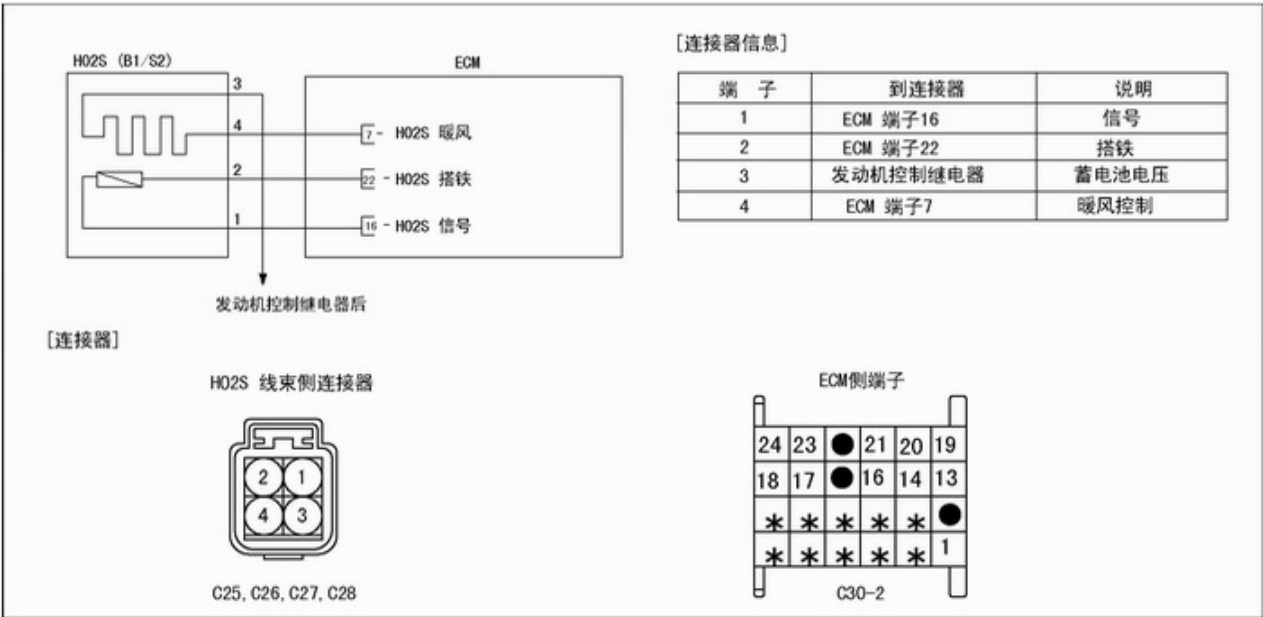 HO2S (B1/S2)
ECM
3
4
7 - HO2S 暖风
2
22 - HO2S 搭铁
1
16 - HO2S 信号
发动机控制继电器后
[连接器信息]
端 子 到连接器 说明
1 ECM 端子16 信号
2 ECM 端子22 搭铁
3 发动机控制继电器 蓄电池电压
4 ECM 端子7 暖风控制
[连接器]
HO2S 线束侧连接器
2 1
4 3
C25, C26, C27, C28
ECM侧端子
24 23 ● 21 20 19
18 17 ● 16 14 13
* * * * * ●
* * * * * 1
C30-2